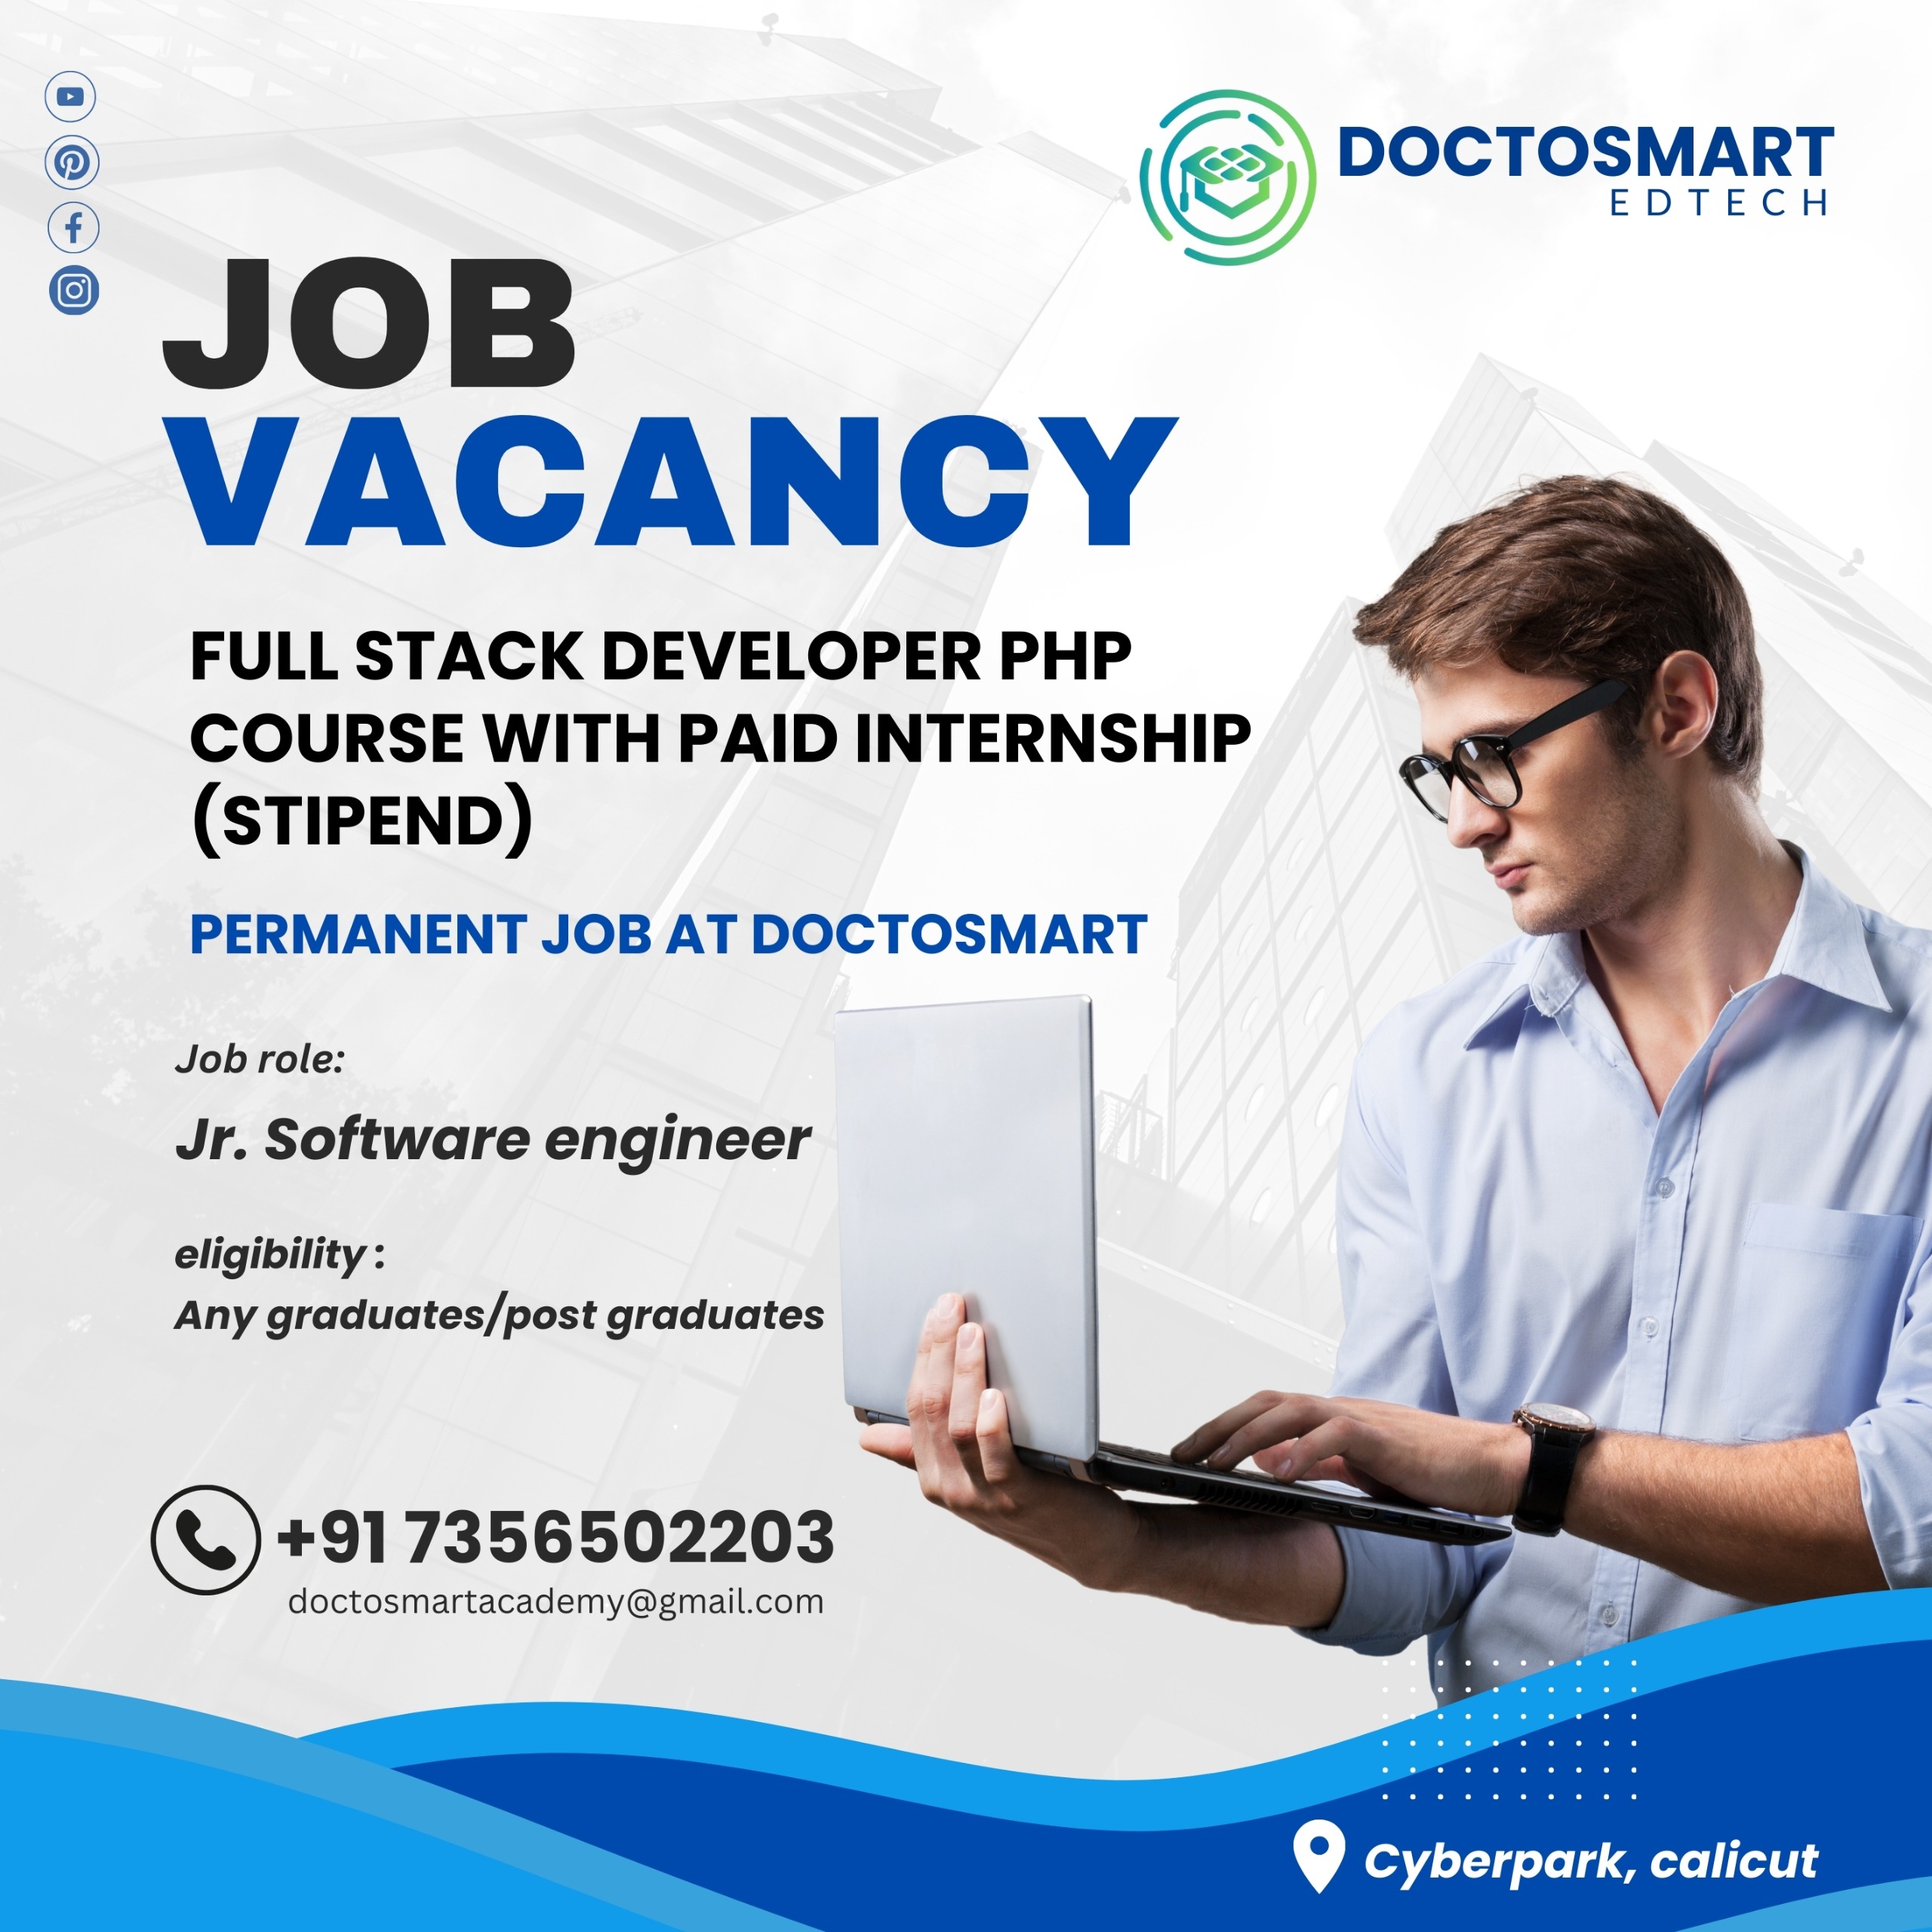 DOCTOSMART
EDTECH
JOB
VACANCY
FULL STACK DEVELOPER PHP
COURSE WITH PAID INTERNSHIP
(STIPEND)
PERMANENT JOB AT DOCTOSMART
Job role:
Jr. Software engineer
eligibility :
Any graduates/post graduates
+91 7356502203
doctosmartacademy@gmail.com
Cyberpark, calicut